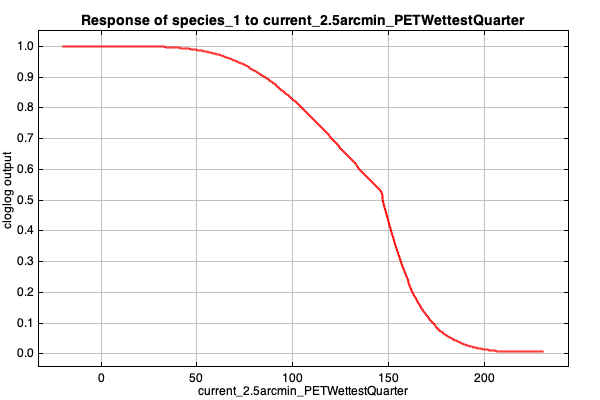 Response of species_1 to current_2.5arcmin_PETWettestQuarter
1.0
0.9
0.8
0.7
0.6
0.5
0.4
0.3
0.2
0.1
0.0
cloglog output
0 50 100 150 200
current_2.5arcmin_PETWettestQuarter